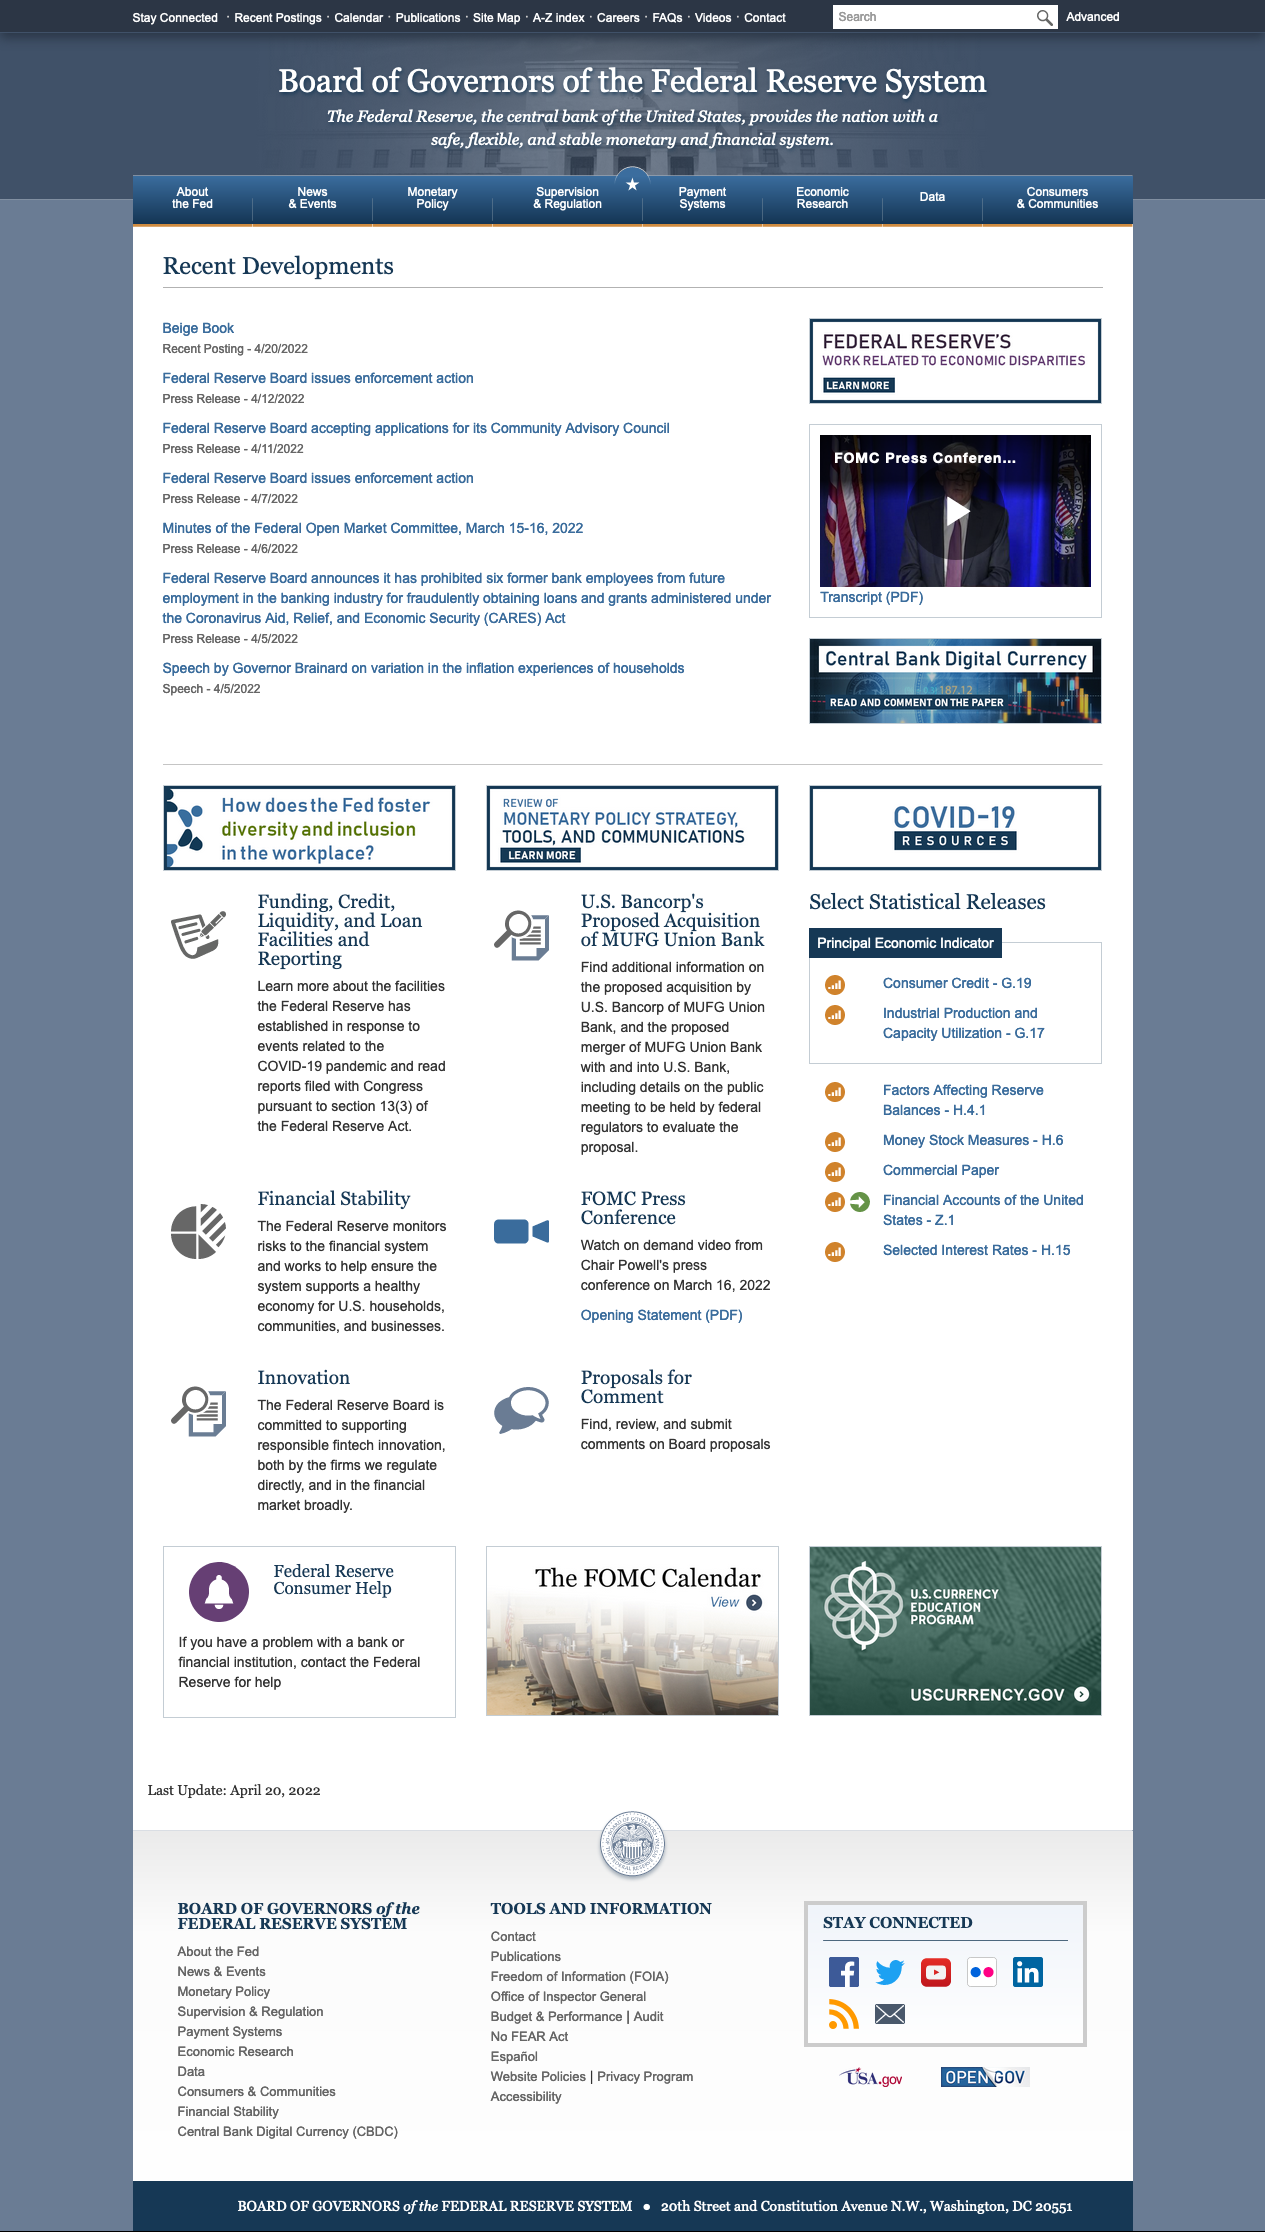 Stay Connected · Recent Postings · Calendar · Publications · Site Map · A-Z index · Careers · FAQs · Videos · Contact
Search
Advanced
Board of Governors of the Federal Reserve System
The Federal Reserve, the central bank of the United States, provides the nation with a
safe, flexible, and stable monetary and financial system.
About
the Fed
News
& Events
Monetary
Policy
Supervision
& Regulation
Payment
Systems
Economic
Research
Data
Consumers
& Communities
Recent Developments
Beige Book
Recent Posting - 4/20/2022
Federal Reserve Board issues enforcement action
Press Release - 4/12/2022
Federal Reserve Board accepting applications for its Community Advisory Council
Press Release - 4/11/2022
Federal Reserve Board issues enforcement action
Press Release - 4/7/2022
Minutes of the Federal Open Market Committee, March 15-16, 2022
Press Release - 4/6/2022
Federal Reserve Board announces it has prohibited six former bank employees from future
employment in the banking industry for fraudulently obtaining loans and grants administered under
the Coronavirus Aid, Relief, and Economic Security (CARES) Act
Press Release - 4/5/2022
Speech by Governor Brainard on variation in the inflation experiences of households
Speech - 4/5/2022
FEDERAL RESERVE'S
WORK RELATED TO ECONOMIC DISPARITIES
LEARN MORE
FOMC Press Conferen...
Transcript (PDF)
Central Bank Digital Currency
187.12
READ AND COMMENT ON THE PAPER
How does the Fed foster
diversity and inclusion
in the workplace?
REVIEW OF
MONETARY POLICY STRATEGY,
TOOLS, AND COMMUNICATIONS
LEARN MORE
COVID-19
RESOURCES
Funding, Credit,
Liquidity, and Loan
Facilities and
Reporting
Learn more about the facilities
the Federal Reserve has
established in response to
events related to the
COVID-19 pandemic and read
reports filed with Congress
pursuant to section 13(3) of
the Federal Reserve Act.
U.S. Bancorp's
Proposed Acquisition
of MUFG Union Bank
Find additional information on
the proposed acquisition by
U.S. Bancorp of MUFG Union
Bank, and the proposed
merger of MUFG Union Bank
with and into U.S. Bank,
including details on the public
meeting to be held by federal
regulators to evaluate the
proposal.
Select Statistical Releases
Principal Economic Indicator
Consumer Credit - G.19
Industrial Production and
Capacity Utilization - G.17
Factors Affecting Reserve
Balances - H.4.1
Money Stock Measures - H.6
Commercial Paper
Financial Accounts of the United
States - Z.1
Selected Interest Rates - H.15
Financial Stability
The Federal Reserve monitors
risks to the financial system
and works to help ensure the
system supports a healthy
economy for U.S. households,
communities, and businesses.
FOMC Press
Conference
Watch on demand video from
Chair Powell's press
conference on March 16, 2022
Opening Statement (PDF)
Innovation
The Federal Reserve Board is
committed to supporting
responsible fintech innovation,
both by the firms we regulate
directly, and in the financial
market broadly.
Proposals for
Comment
Find, review, and submit
comments on Board proposals
Federal Reserve
Consumer Help
If you have a problem with a bank or
financial institution, contact the Federal
Reserve for help
The FOMC Calendar
View
U.S. CURRENCY
EDUCATION
PROGRAM
USCURRENCY.GOV
Last Update: April 20, 2022
BOARD OF GOVERNORS of the
FEDERAL RESERVE SYSTEM
About the Fed
News & Events
Monetary Policy
Supervision & Regulation
Payment Systems
Economic Research
Data
Consumers & Communities
Financial Stability
Central Bank Digital Currency (CBDC)
TOOLS AND INFORMATION
Contact
Publications
Freedom of Information (FOIA)
Office of Inspector General
Budget & Performance | Audit
No FEAR Act
Español
Website Policies | Privacy Program
Accessibility
STAY CONNECTED
USA.gov
OPEN GOV
BOARD OF GOVERNORS of the FEDERAL RESERVE SYSTEM ● 20th Street and Constitution Avenue N.W., Washington, DC 20551